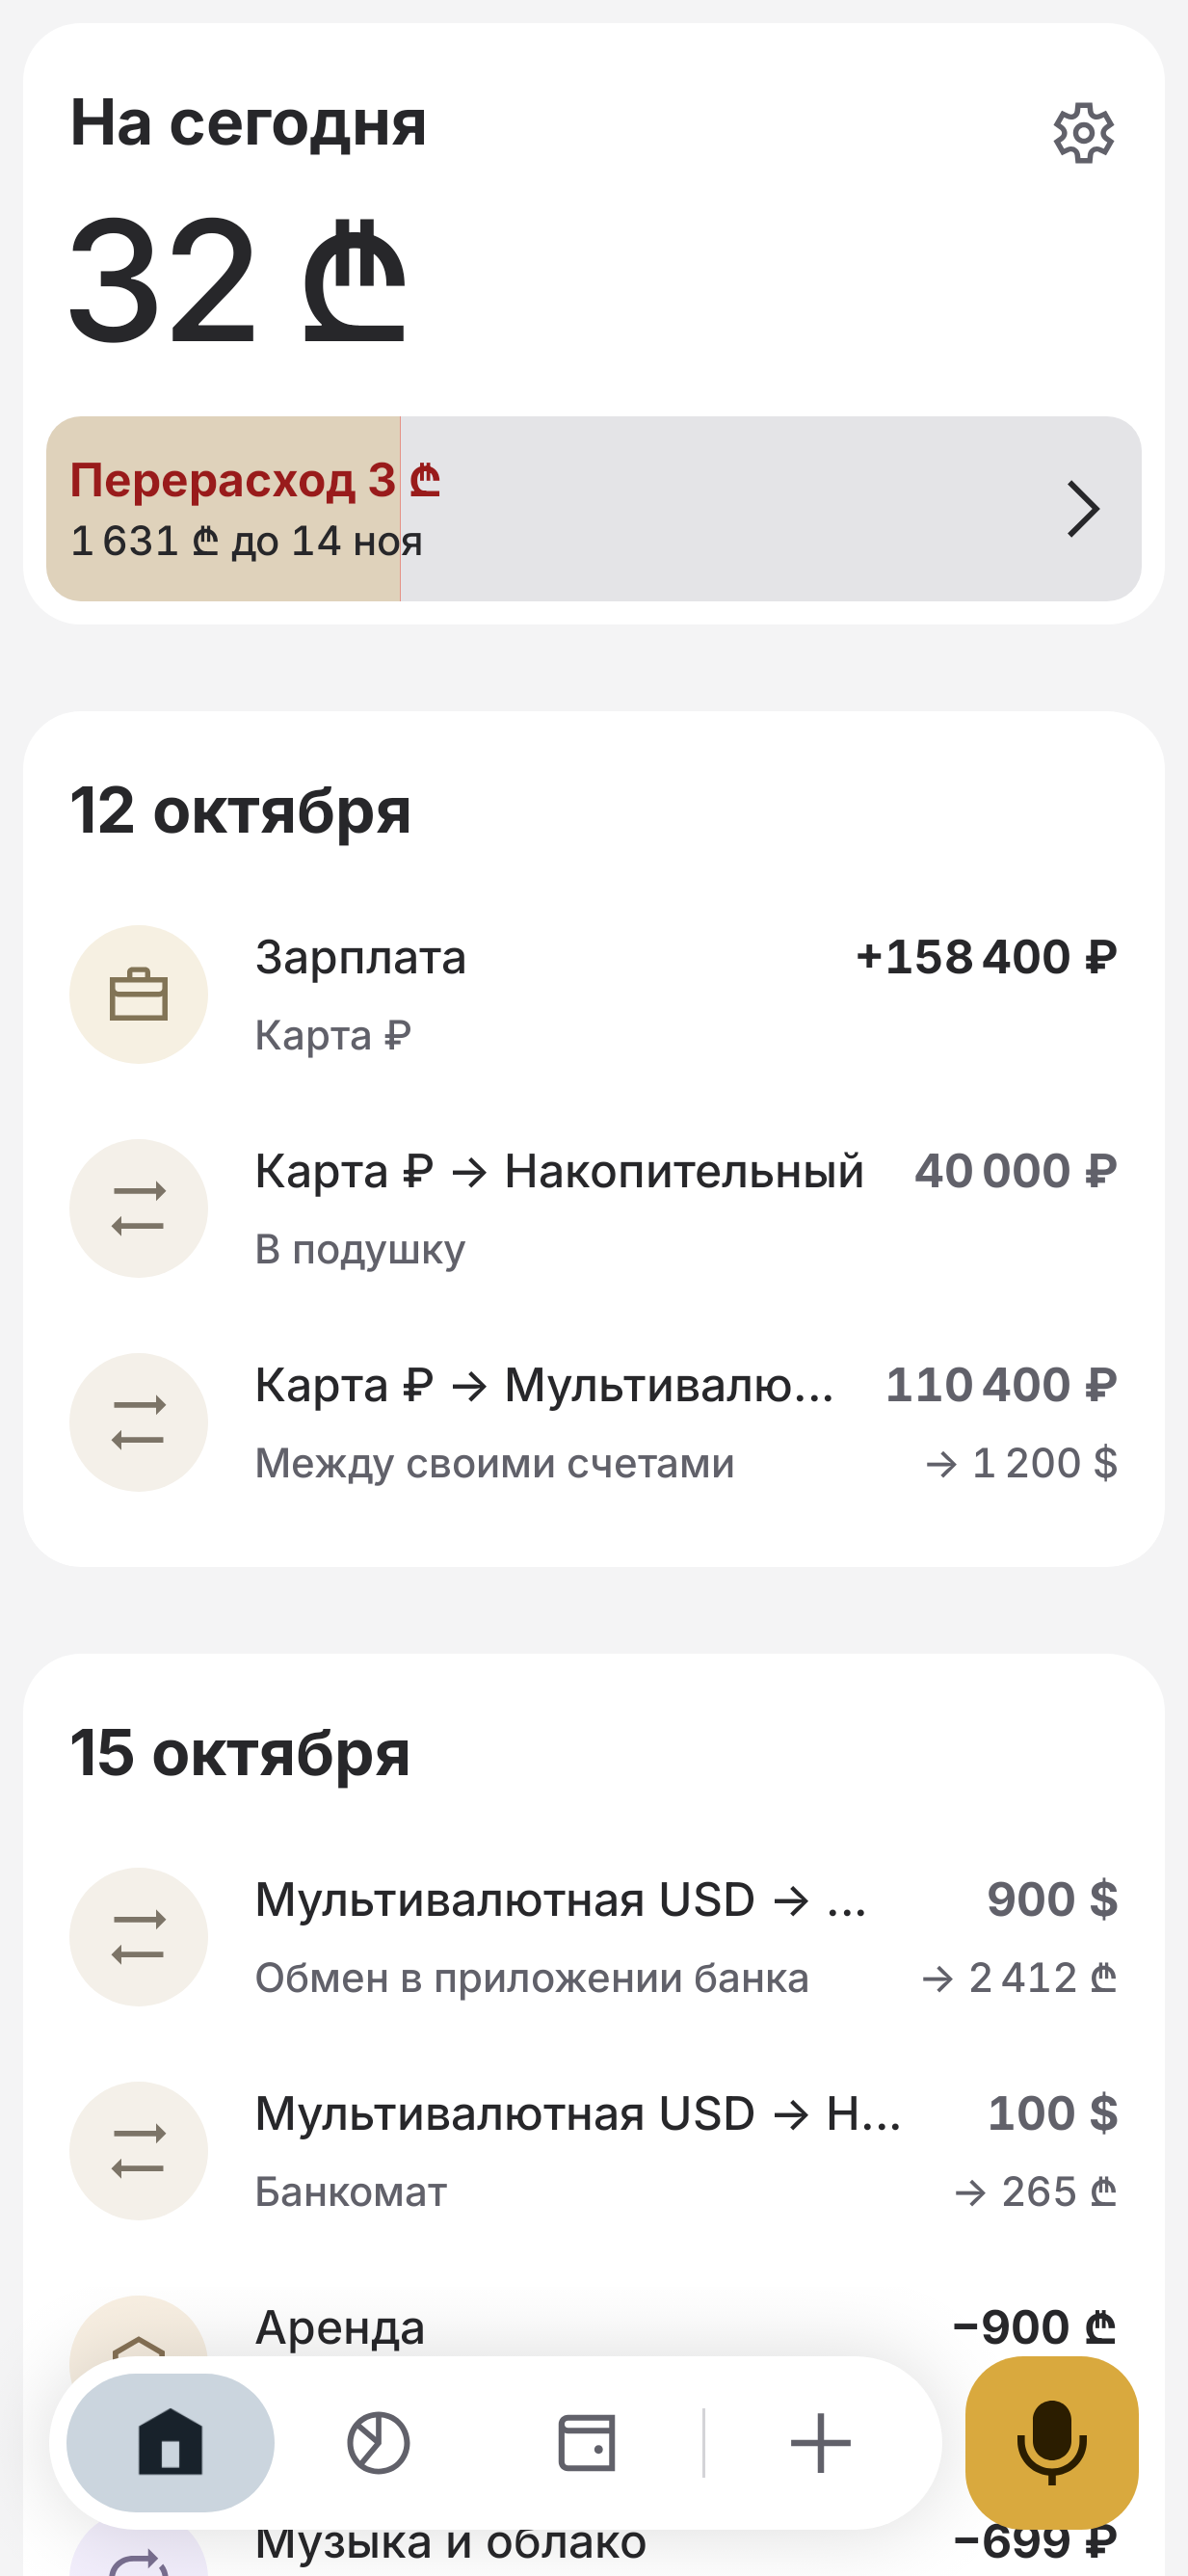 На сегодня
32 ₾
Перерасход 3 ₾
1 631 ₾ до 14 ноя
12 октября
Зарплата +158 400 ₽
Карта ₽
Карта ₽ → Накопительный 40 000 ₽
В подушку
Карта ₽ → Мультивалю... 110 400 ₽
Между своими счетами → 1 200 $
15 октября
Мультивалютная USD → ... 900 $
Обмен в приложении банка → 2 412 ₾
Мультивалютная USD → Н... 100 $
Банкомат → 265 ₾
Аренда −900 ₾
Музыка и облако −699 ₽